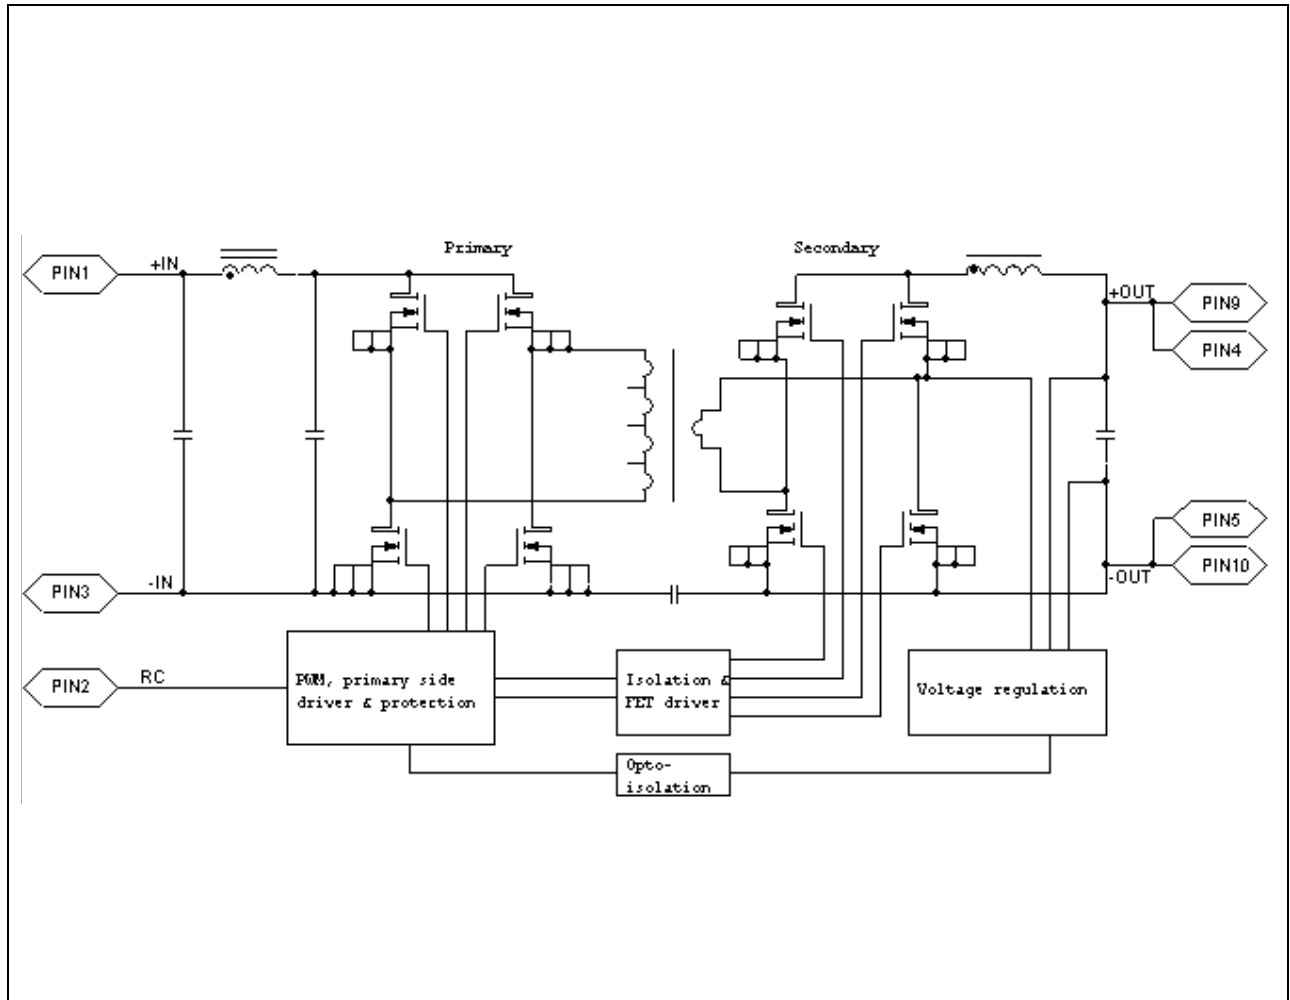 Primary
Secondary
PIN1
+IN
+OUT
PIN9
PIN4
PIN5
PIN3
-IN
-OUT
PIN10
PIN2
RC
PWM, primary side
driver & protection
Isolation &
FET driver
Voltage regulation
Opto-
isolation